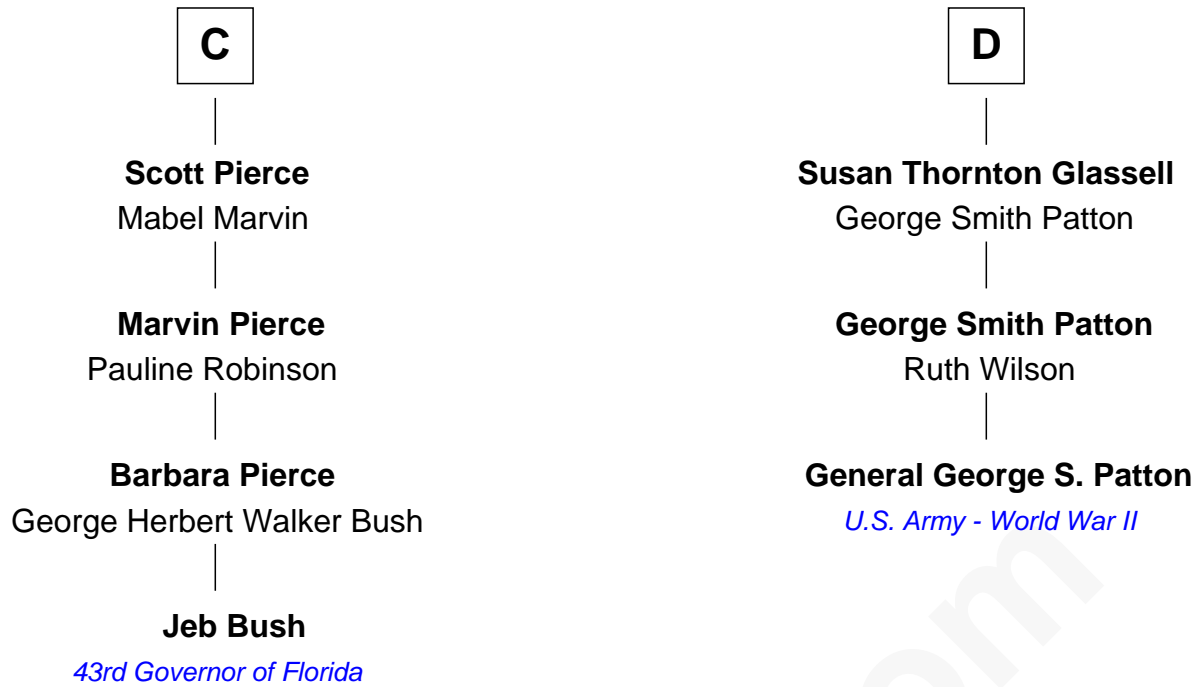 C
Scott Pierce
Mabel Marvin
Marvin Pierce
Pauline Robinson
Barbara Pierce
George Herbert Walker Bush
Jeb Bush
43rd Governor of Florida
D
Susan Thornton Glassell
George Smith Patton
George Smith Patton
Ruth Wilson
General George S. Patton
U.S. Army - World War II
om